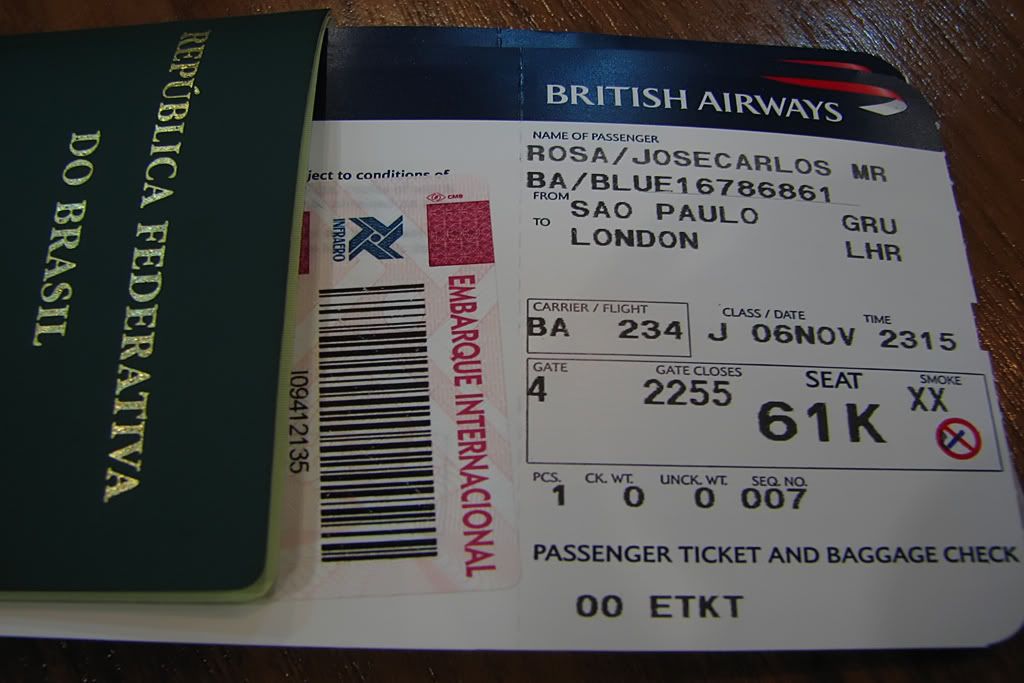 REPÚBLICA FEDERATIVA
DO BRASIL
ject to conditions of
INFRAERO
CMB
EMBARQUE INTERNACIONAL
I09412135
BRITISH AIRWAYS
NAME OF PASSENGER
ROSA/JOSECARLOS MR
BA/BLUE16786861
FROM SAO PAULO GRU
TO LONDON LHR
CARRIER / FLIGHT CLASS / DATE TIME
BA 234 J 06NOV 2315
GATE GATE CLOSES SEAT SMOKE
4 2255 61K XX
PCS. CK. WT. UNCK. WT. SEQ. NO.
1 0 0 007
PASSENGER TICKET AND BAGGAGE CHECK
00 ETKT